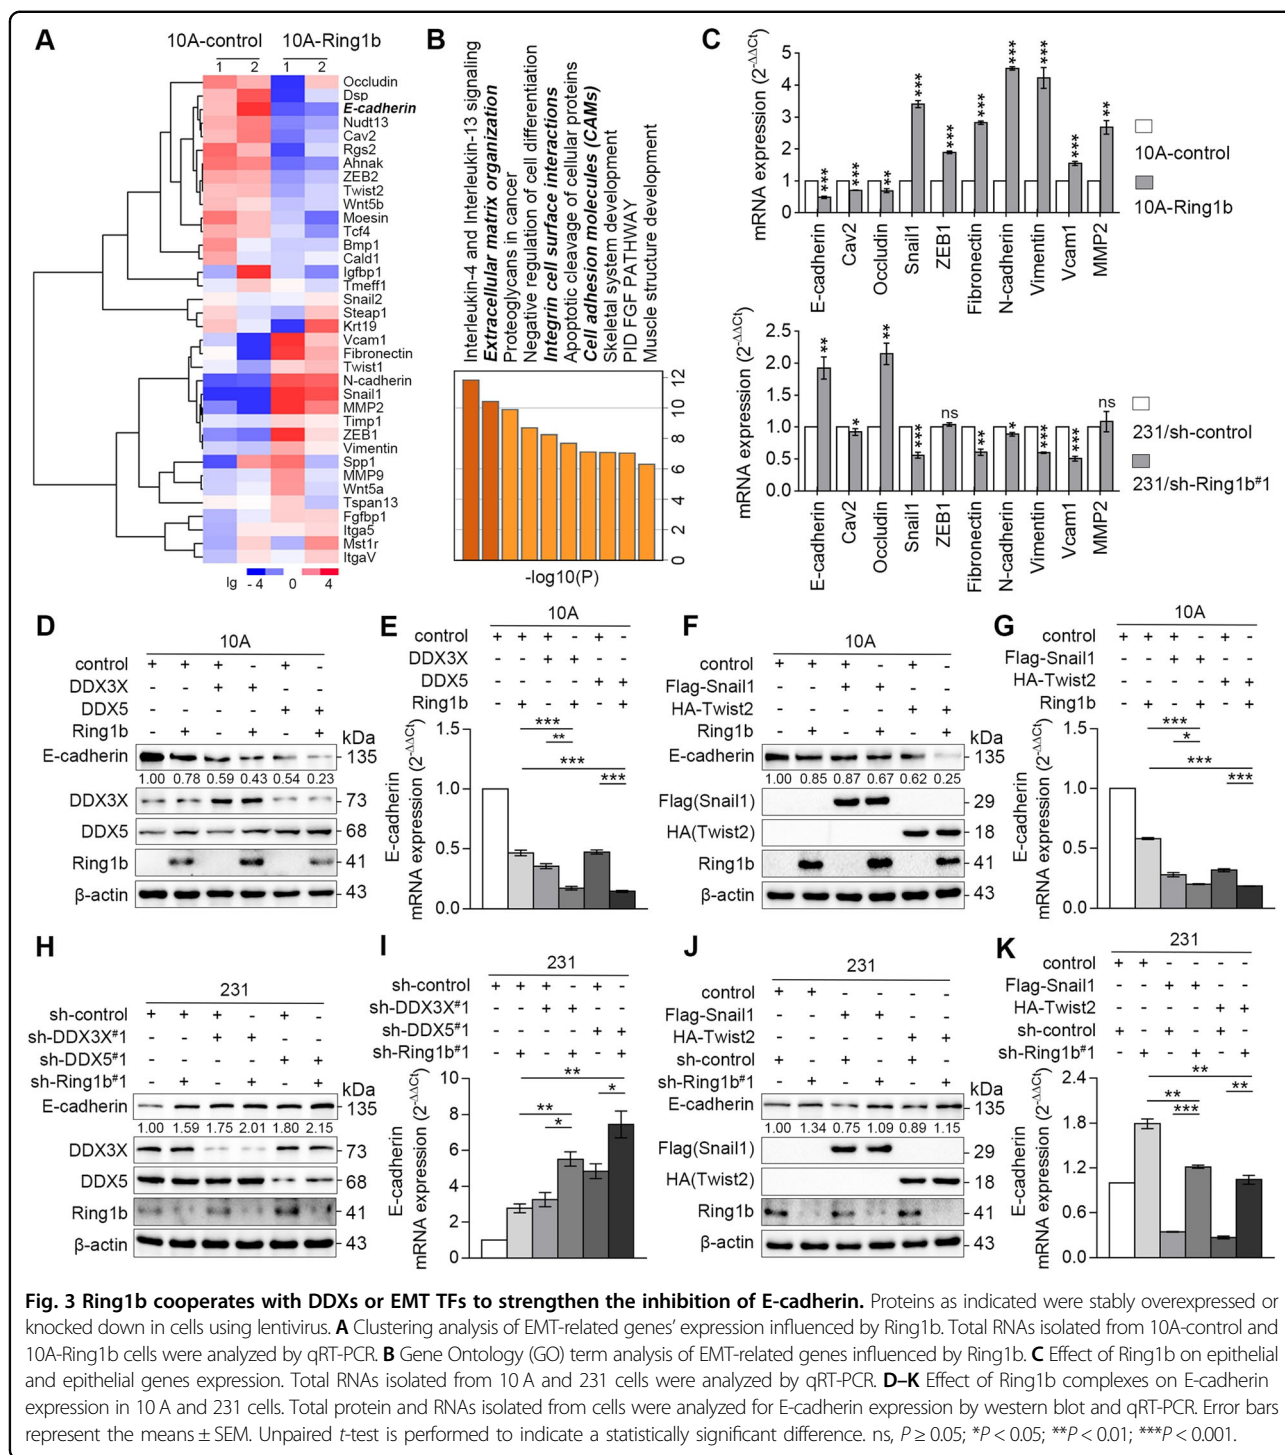 A
10A-control 10A-Ring1b
1 2 1 2
Occludin
Dsp
E-cadherin
Nudt13
Cav2
Rgs2
Ahnak
ZEB2
Twist2
Wnt5b
Moesin
Tcf4
Bmp1
Cald1
Igfbp1
Tmeff1
Snail2
Steap1
Krt19
Vcam1
Fibronectin
Twist1
N-cadherin
Snail1
MMP2
Timp1
ZEB1
Vimentin
Spp1
MMP9
Wnt5a
Tspan13
Fgfbp1
Itga5
Mst1r
ItgaV
lg -4 0 4
B
Interleukin-4 and Interleukin-13 signaling
Extracellular matrix organization
Proteoglycans in cancer
Negative regulation of cell differentiation
Integrin cell surface interactions
Apoptotic cleavage of cellular proteins
Cell adhesion molecules (CAMs)
Skeletal system development
PID FGF PATHWAY
Muscle structure development
12
10
8
6
4
2
0
-log10(P)
C
mRNA expression (2-ΔΔCt)
5
4
3
2
1
0
*** *** ** *** *** *** *** *** *** **
E-cadherin
Cav2
Occludin
Snail1
ZEB1
Fibronectin
N-cadherin
Vimentin
Vcam1
MMP2
10A-control
10A-Ring1b
mRNA expression (2-ΔΔCt)
2.5
2.0
1.5
1.0
0.5
0.0
** * ** *** ns ** * *** *** ns
E-cadherin
Cav2
Occludin
Snail1
ZEB1
Fibronectin
N-cadherin
Vimentin
Vcam1
MMP2
231/sh-control
231/sh-Ring1b#1
D
10A
control + + + - + -
DDX3X - - + + - -
DDX5 - - - - + +
Ring1b - + - + - +
kDa
E-cadherin 135
1.00 0.78 0.59 0.43 0.54 0.23
DDX3X 73
DDX5 68
Ring1b 41
β-actin 43
E
10A
control + + + - + -
DDX3X - - + + - -
DDX5 - - - - + +
Ring1b - + - + - +
E-cadherin
mRNA expression (2-ΔΔCt)
1.5
1.0
0.5
0.0
***
**
***
***
F
10A
control + + + - + -
Flag-Snail1 - - + + - -
HA-Twist2 - - - - + +
Ring1b - + - + - +
kDa
E-cadherin 135
1.00 0.85 0.87 0.67 0.62 0.25
Flag(Snail1) 29
HA(Twist2) 18
Ring1b 41
β-actin 43
G
10A
control + + + - + -
Flag-Snail1 - - + + - -
HA-Twist2 - - - - + +
Ring1b - + - + - +
E-cadherin
mRNA expression (2-ΔΔCt)
1.5
1.0
0.5
0.0
***
*
***
***
H
231
sh-control + + + - + -
sh-DDX3X#1 - - + + - -
sh-DDX5#1 - - - - + +
sh-Ring1b#1 - + - + - +
kDa
E-cadherin 135
1.00 1.59 1.75 2.01 1.80 2.15
DDX3X 73
DDX5 68
Ring1b 41
β-actin 43
I
231
sh-control + + + - + -
sh-DDX3X#1 - - + + - -
sh-DDX5#1 - - - - + +
sh-Ring1b#1 - + - + - +
E-cadherin
mRNA expression (2-ΔΔCt)
10
8
6
4
2
0
**
*
**
*
J
231
control + + - - - -
Flag-Snail1 - - + + - -
HA-Twist2 - - - - + +
sh-control + - + - + -
sh-Ring1b#1 - + - + - +
kDa
E-cadherin 135
1.00 1.34 0.75 1.09 0.89 1.15
Flag(Snail1) 29
HA(Twist2) 18
Ring1b 41
β-actin 43
K
231
control + + - - - -
Flag-Snail1 - - + + - -
HA-Twist2 - - - - + +
sh-control + - + - + -
sh-Ring1b#1 - + - + - +
E-cadherin
mRNA expression (2-ΔΔCt)
2.4
1.8
1.2
0.6
0.0
**
**
**
***
Fig. 3 Ring1b cooperates with DDXs or EMT TFs to strengthen the inhibition of E-cadherin. Proteins as indicated were stably overexpressed or
knocked down in cells using lentivirus. A Clustering analysis of EMT-related genes' expression influenced by Ring1b. Total RNAs isolated from 10A-control and
10A-Ring1b cells were analyzed by qRT-PCR. B Gene Ontology (GO) term analysis of EMT-related genes influenced by Ring1b. C Effect of Ring1b on epithelial
and epithelial genes expression. Total RNAs isolated from 10 A and 231 cells were analyzed by qRT-PCR. D–K Effect of Ring1b complexes on E-cadherin
expression in 10 A and 231 cells. Total protein and RNAs isolated from cells were analyzed for E-cadherin expression by western blot and qRT-PCR. Error bars
represent the means ± SEM. Unpaired t-test is performed to indicate a statistically significant difference. ns, P ≥ 0.05; *P < 0.05; **P < 0.01; ***P < 0.001.